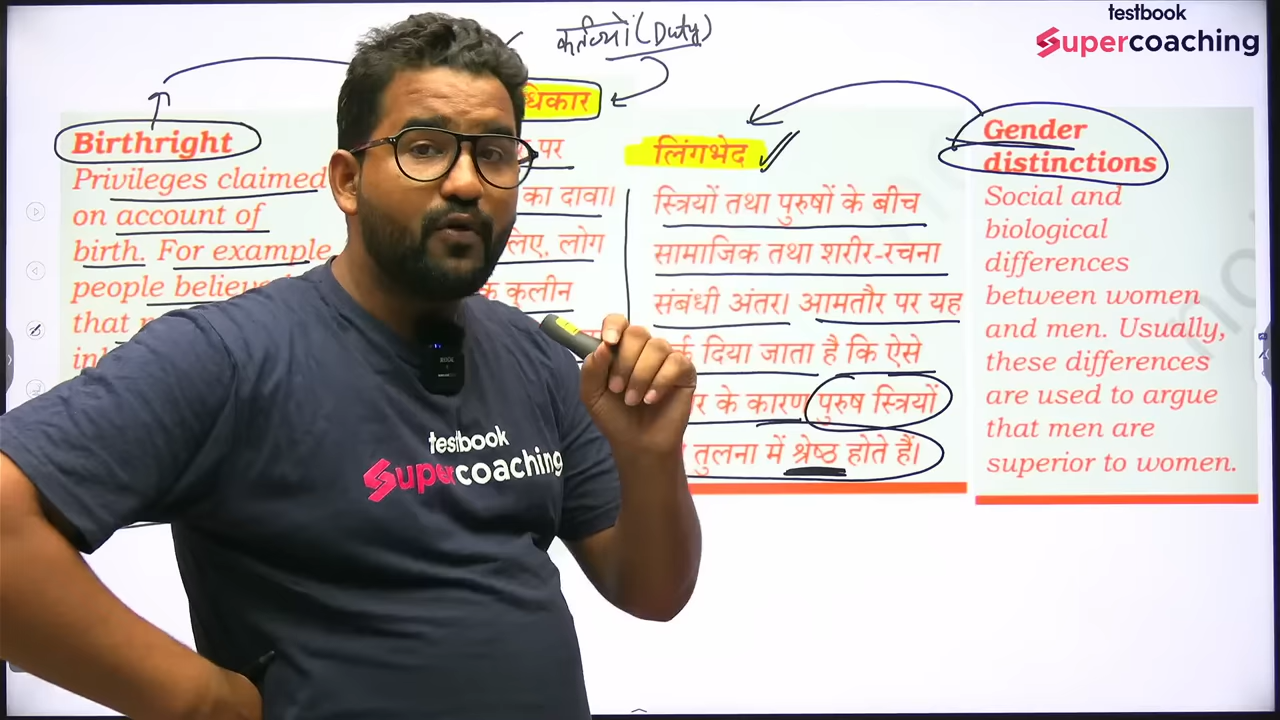 testbook
Supercoaching
कर्तव्यों (Duty)
Birthright
Privileges claimed
on account of
birth. For example,
people believe
that
धिकार
पर
का दावा।
लिए, लोग
कुलीन
लिंगभेद
स्त्रियों तथा पुरुषों के बीच
सामाजिक तथा शरीर-रचना
संबंधी अंतर। आमतौर पर यह
दिया जाता है कि ऐसे
के कारण पुरुष स्त्रियों
तुलना में श्रेष्ठ होते हैं।
Gender
distinctions
Social and
biological
differences
between women
and men. Usually,
these differences
are used to argue
that men are
superior to women.
testbook
Supercoaching